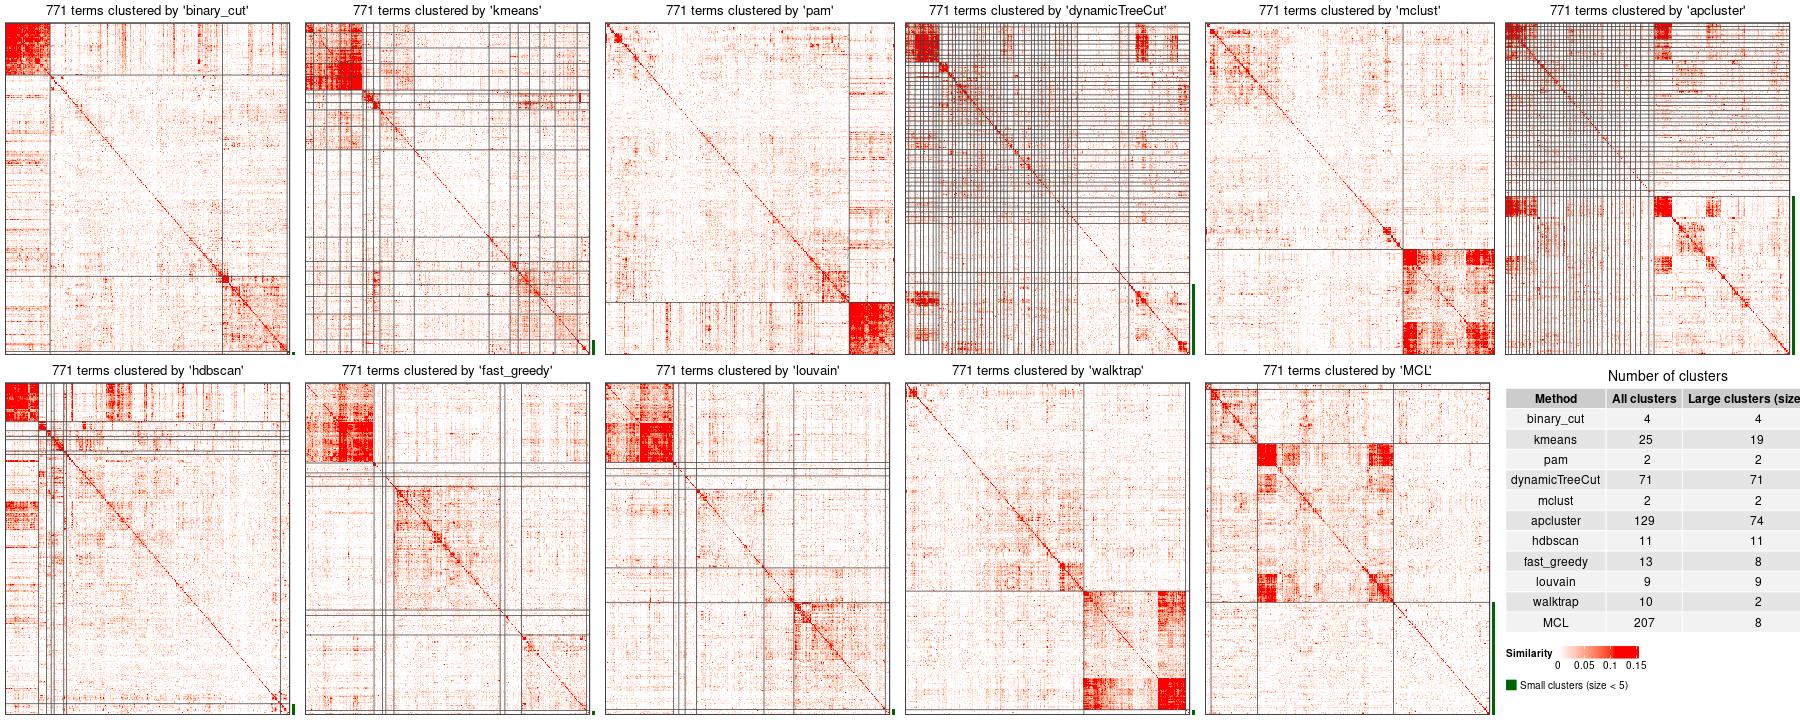 771 terms clustered by 'binary_cut'
771 terms clustered by 'kmeans'
771 terms clustered by 'pam'
771 terms clustered by 'dynamicTreeCut'
771 terms clustered by 'mclust'
771 terms clustered by 'apcluster'
771 terms clustered by 'hdbscan'
771 terms clustered by 'fast_greedy'
771 terms clustered by 'louvain'
771 terms clustered by 'walktrap'
771 terms clustered by 'MCL'
Number of clusters
Method All clusters Large clusters (size
binary_cut 4 4
kmeans 25 19
pam 2 2
dynamicTreeCut 71 71
mclust 2 2
apcluster 129 74
hdbscan 11 11
fast_greedy 13 8
louvain 9 9
walktrap 10 2
MCL 207 8
Similarity
0 0.05 0.1 0.15
Small clusters (size < 5)